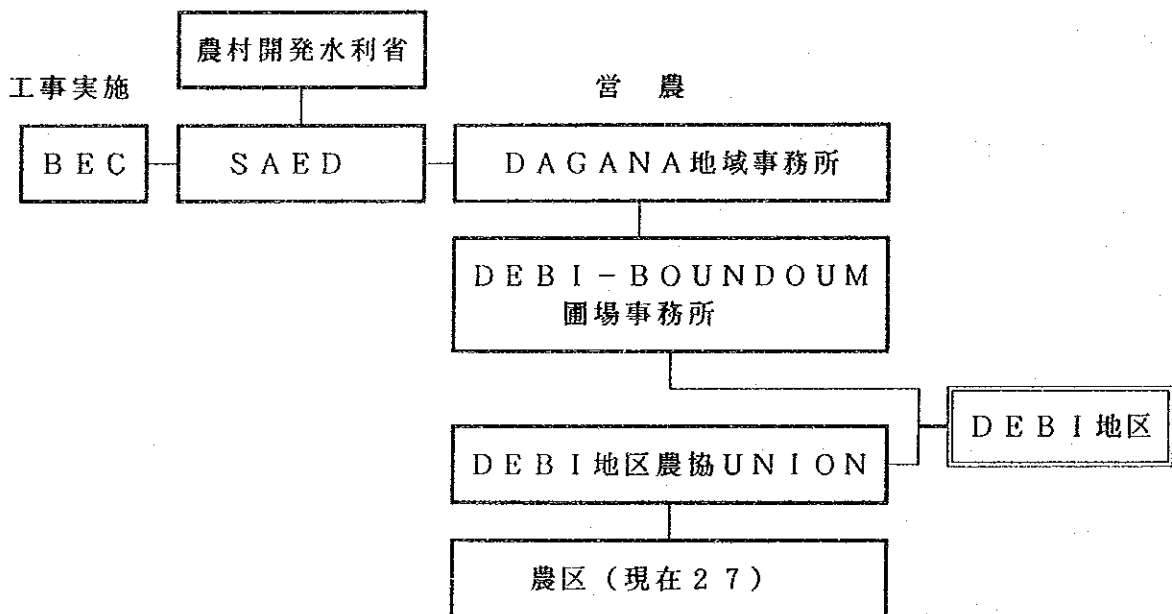 農村開発水利省
工事実施
営 農
BEC
SAED
DAGANA地域事務所
DEBI-BOUNDOUM
圃場事務所
DEBI地区
DEBI地区農協UNION
農区(現在27)